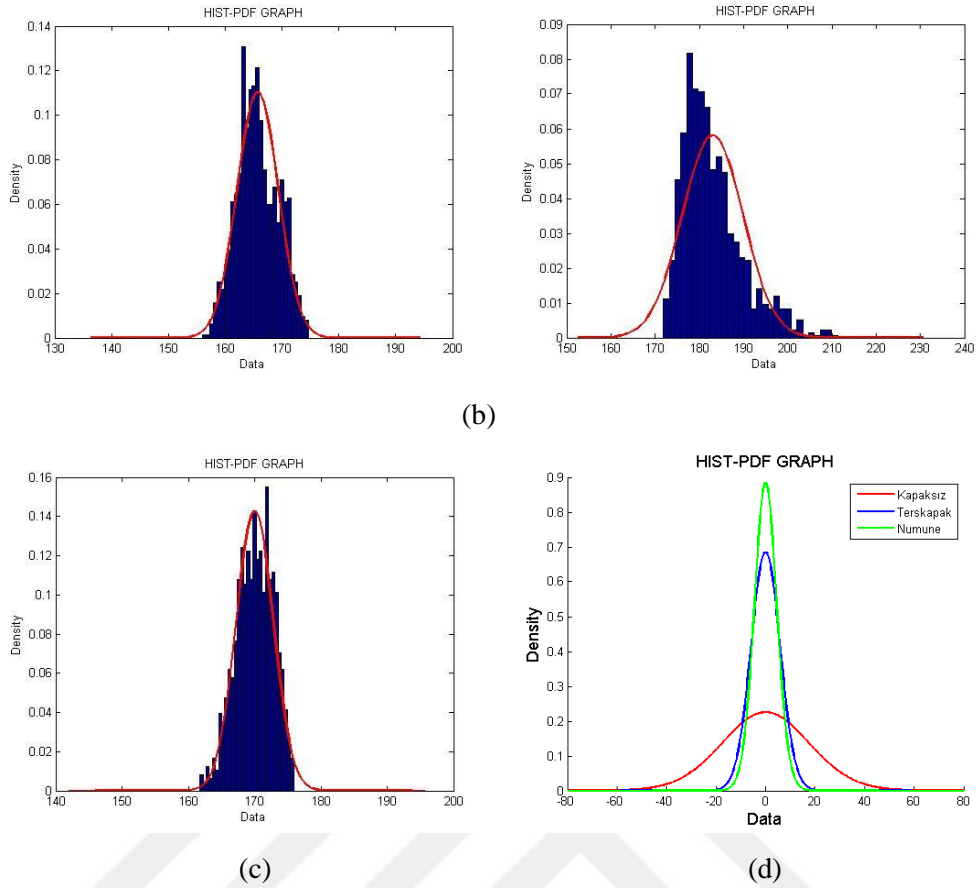 HIST-PDF GRAPH
0.14
0.12
0.1
0.08
0.06
0.04
0.02
0
Density
130 140 150 160 170 180 190 200
Data
HIST-PDF GRAPH
0.09
0.08
0.07
0.06
0.05
0.04
0.03
0.02
0.01
0
Density
150 160 170 180 190 200 210 220 230 240
Data
(b)
HIST-PDF GRAPH
0.16
0.14
0.12
0.1
0.08
0.06
0.04
0.02
0
Density
140 150 160 170 180 190 200
Data
(c)
HIST-PDF GRAPH
0.9
0.8
0.7
0.6
0.5
0.4
0.3
0.2
0.1
0
Density
Kapaksız
Terskapak
Numune
-80 -60 -40 -20 0 20 40 60 80
Data
(d)